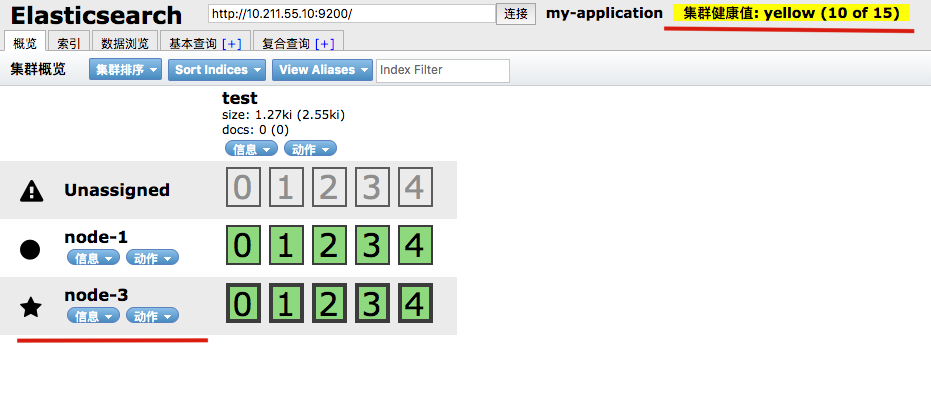 Elasticsearch http://10.211.55.10:9200/ 连接 my-application 集群健康值: yellow (10 of 15)
概览 索引 数据浏览 基本查询 [+] 复合查询 [+]
集群概览 集群排序 Sort Indices View Aliases Index Filter
test
size: 1.27ki (2.55ki)
docs: 0 (0)
信息 动作
Unassigned 0 1 2 3 4
node-1 0 1 2 3 4
信息 动作
node-3 0 1 2 3 4
信息 动作